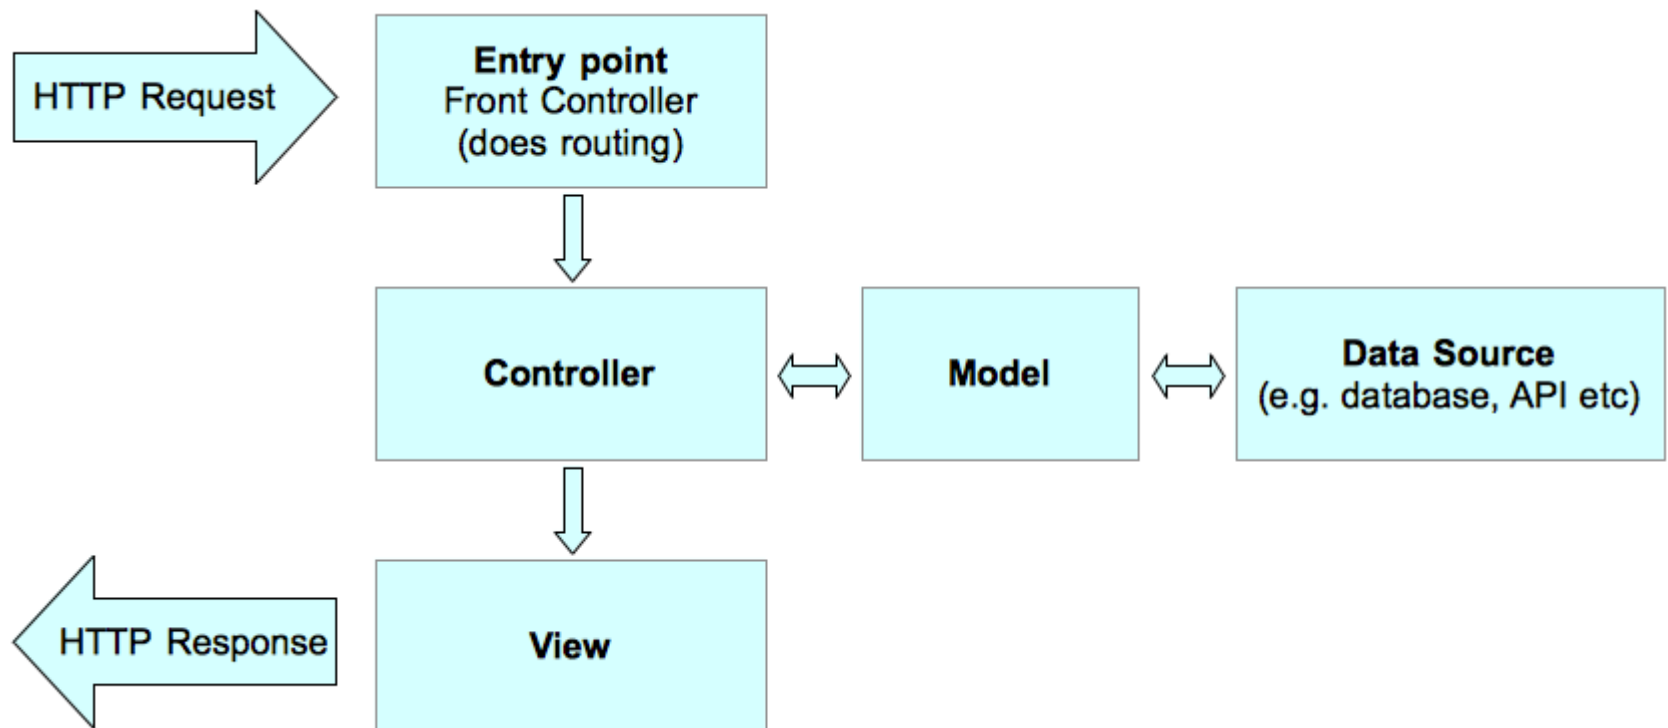 HTTP Request
Entry point
Front Controller
(does routing)
Controller
Model
Data Source
(e.g. database, API etc)
HTTP Response
View